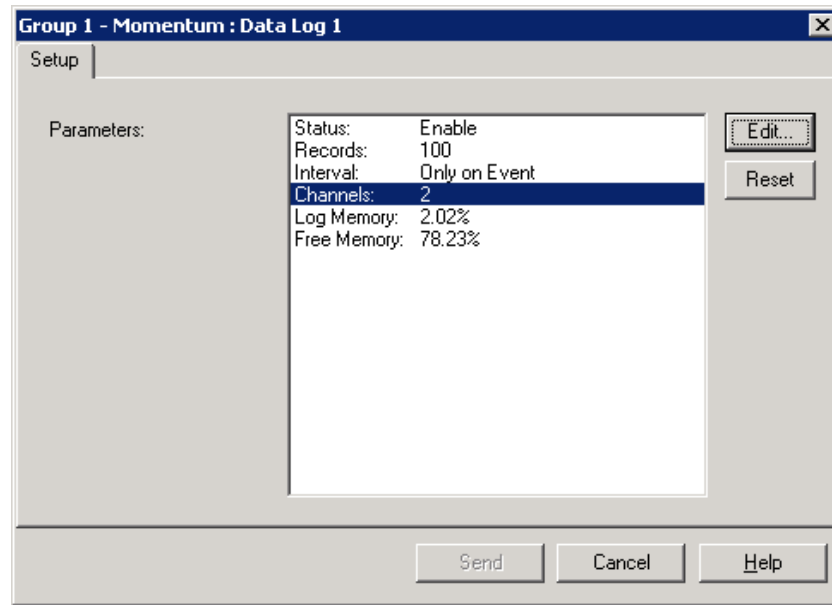 Group 1 - Momentum : Data Log 1
Setup
Parameters:
Status: Enable
Records: 100
Interval: Only on Event
Channels: 2
Log Memory: 2.02%
Free Memory: 78.23%
Edit...
Reset
Send
Cancel
Help